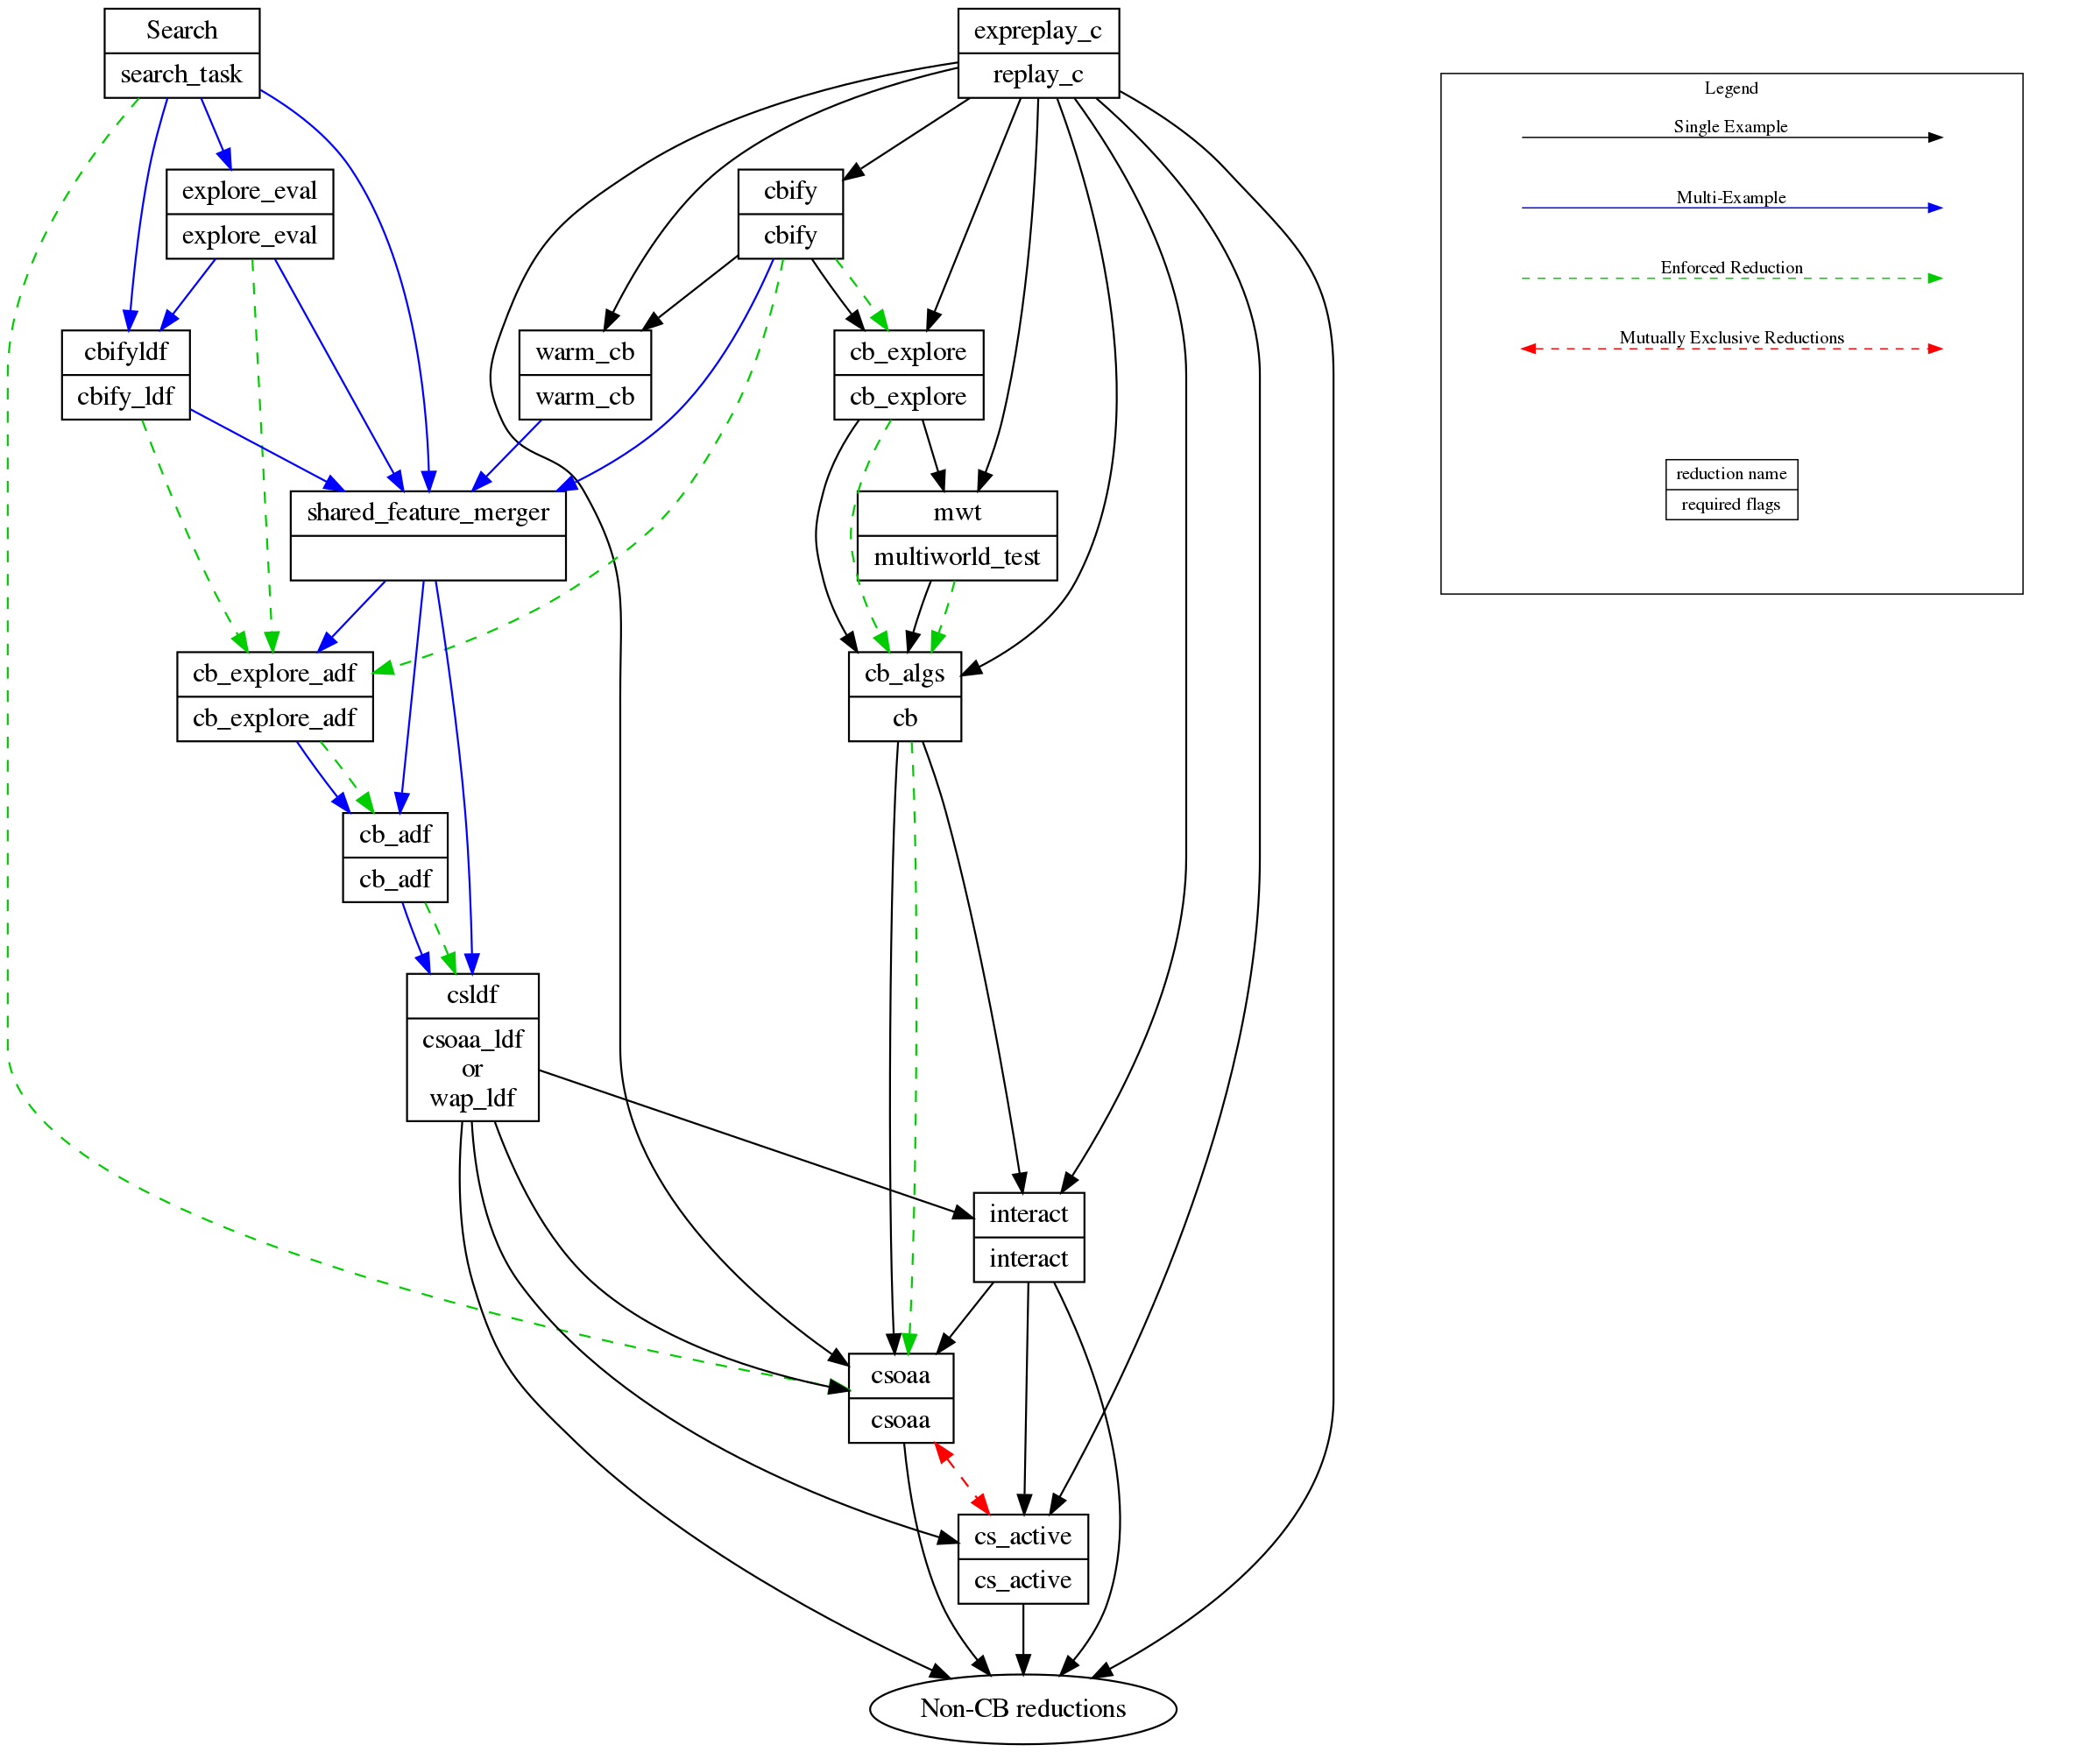 Search
search_task
expreplay_c
replay_c
Legend
Single Example
Multi-Example
Enforced Reduction
Mutually Exclusive Reductions
reduction name
required flags
explore_eval
explore_eval
cbify
cbify
cbifyldf
cbify_ldf
warm_cb
warm_cb
cb_explore
cb_explore
shared_feature_merger
mwt
multiworld_test
cb_explore_adf
cb_explore_adf
cb_algs
cb
cb_adf
cb_adf
csldf
csoaa_ldf
or
wap_ldf
interact
interact
csoaa
csoaa
cs_active
cs_active
Non-CB reductions